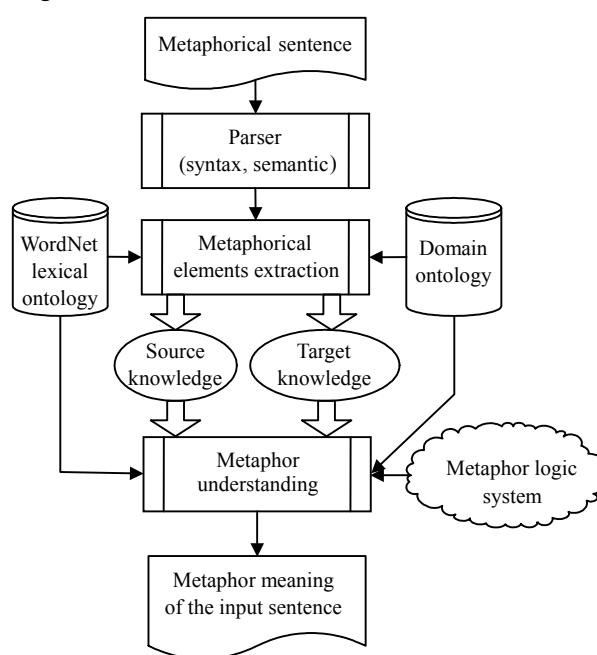 Metaphorical sentence
Parser
(syntax, semantic)
WordNet
lexical
ontology
Metaphorical
elements extraction
Domain
ontology
Source
knowledge
Target
knowledge
Metaphor
understanding
Metaphor logic
system
Metaphor meaning
of the input sentence